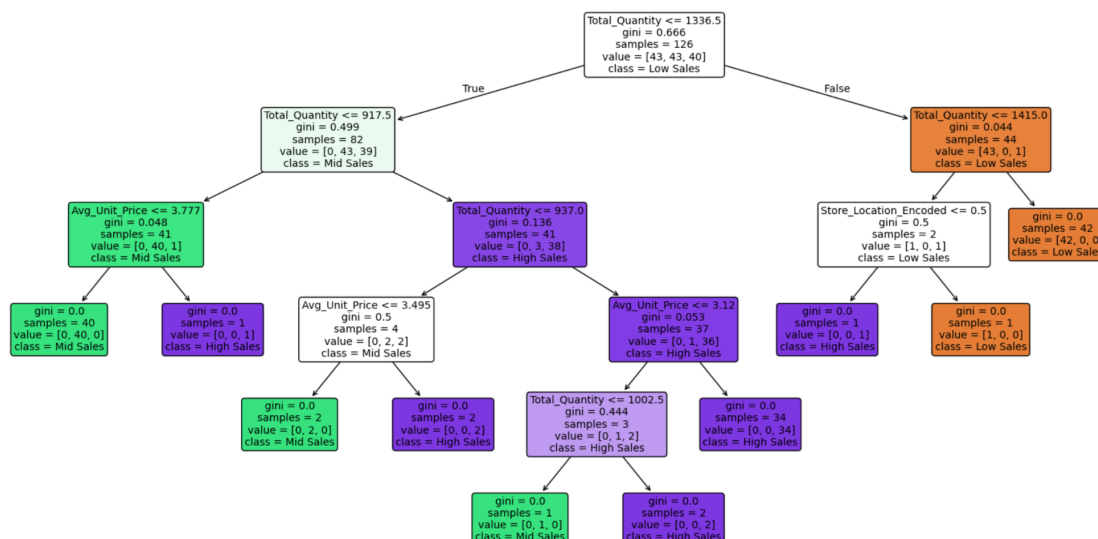 Total_Quantity <= 1336.5
gini = 0.666
samples = 126
value = [43, 43, 40]
class = Low Sales
True
False
Total_Quantity <= 917.5
gini = 0.499
samples = 82
value = [0, 43, 39]
class = Mid Sales
Total_Quantity <= 1415.0
gini = 0.044
samples = 44
value = [43, 0, 1]
class = Low Sales
Avg_Unit_Price <= 3.777
gini = 0.048
samples = 41
value = [0, 40, 1]
class = Mid Sales
Total_Quantity <= 937.0
gini = 0.136
samples = 41
value = [0, 3, 38]
class = High Sales
Store_Location_Encoded <= 0.5
gini = 0.5
samples = 2
value = [1, 0, 1]
class = Low Sales
gini = 0.0
samples = 42
value = [42, 0, 0
class = Low Sales
gini = 0.0
samples = 40
value = [0, 40, 0]
class = Mid Sales
gini = 0.0
samples = 1
value = [0, 0, 1]
class = High Sales
Avg_Unit_Price <= 3.495
gini = 0.5
samples = 4
value = [0, 2, 2]
class = Mid Sales
Avg_Unit_Price <= 3.12
gini = 0.053
samples = 37
value = [0, 1, 36]
class = High Sales
gini = 0.0
samples = 1
value = [0, 0, 1]
class = High Sales
gini = 0.0
samples = 1
value = [1, 0, 0]
class = Low Sales
gini = 0.0
samples = 2
value = [0, 2, 0]
class = Mid Sales
gini = 0.0
samples = 2
value = [0, 0, 2]
class = High Sales
Total_Quantity <= 1002.5
gini = 0.444
samples = 3
value = [0, 1, 2]
class = High Sales
gini = 0.0
samples = 34
value = [0, 0, 34]
class = High Sales
gini = 0.0
samples = 1
value = [0, 1, 0]
class = Mid Sales
gini = 0.0
samples = 2
value = [0, 0, 2]
class = High Sales